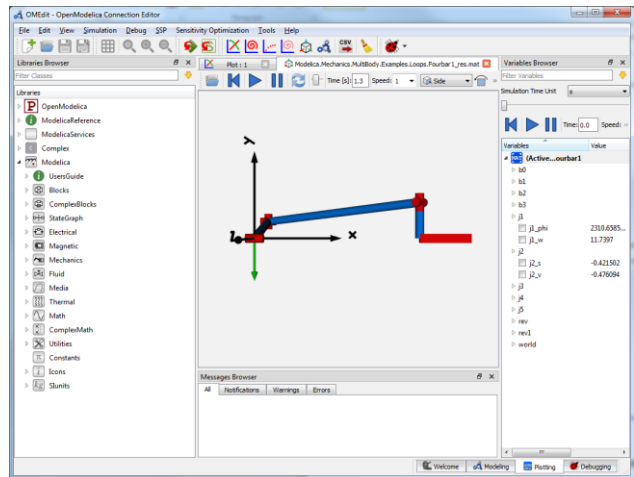 OMEdit - OpenModelica Connection Editor
File Edit View Simulation Debug SSP Sensitivity Optimization Tools Help
CSV
Libraries Browser
Filter Classes
Libraries
P OpenModelica
ModelicaReference
ModelicaServices
Complex
Modelica
UsersGuide
Blocks
ComplexBlocks
StateGraph
Electrical
Magnetic
Mechanics
Fluid
Media
Thermal
Math
ComplexMath
Utilities
Constants
Icons
SIunits
Plot : 1
Modelica.Mechanics.MultiBody.Examples.Loops.Fourbar1_res.mat
Time [s]: 1.3 Speed: 1 Side
y
x
z
Messages Browser
All Notifications Warnings Errors
Variables Browser
Filter Variables
Simulation Time Unit s
Time: 0.0 Speed:
Variables Value
(Active...ourbar1
b0
b1
b2
b3
j1
j1_phi 2310.6585...
j1_w 11.7397
j2
j2_s -0.421502
j2_v -0.476094
j3
j4
j5
rev
rev1
world
Welcome Modeling Plotting Debugging